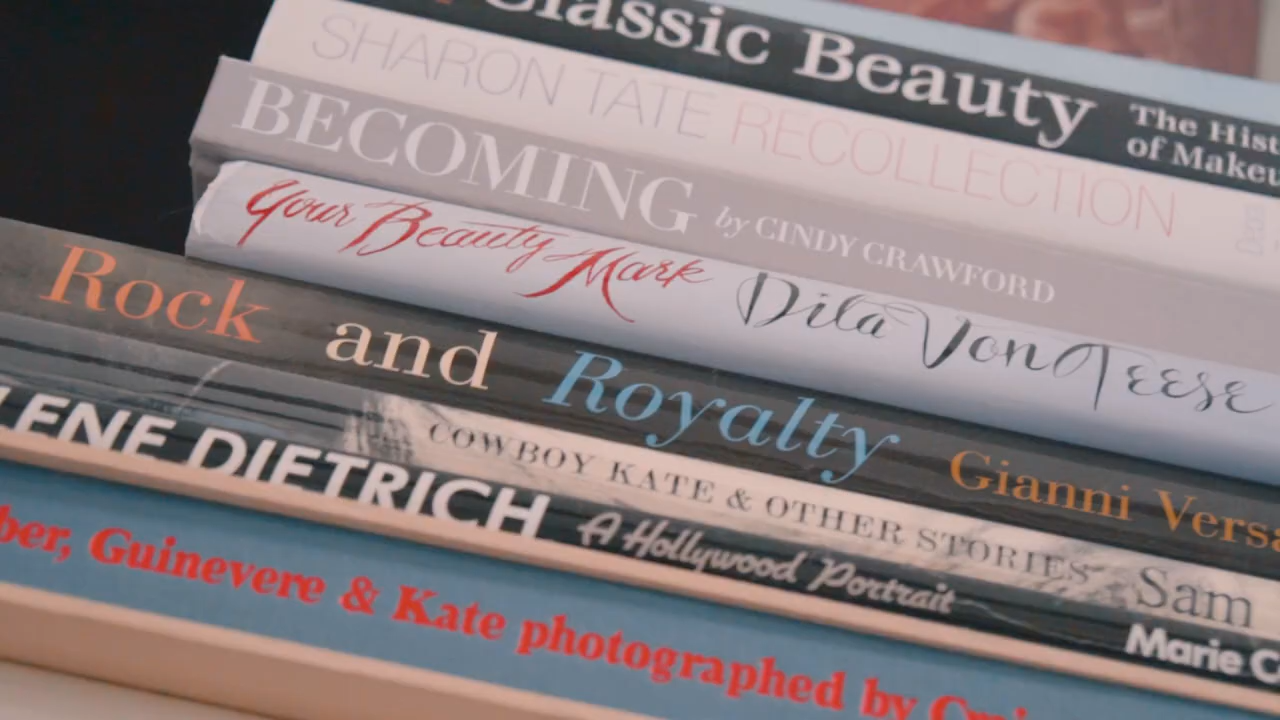 Classic Beauty The Hist
of Makeu
SHARON TATE RECOLLECTION
BECOMING by CINDY CRAWFORD
Your Beauty Mark Dita Von Teese
Rock and Royalty Gianni Versa
COWBOY KATE & OTHER STORIES Sam
LENE DIETRICH A Hollywood Portrait Marie C
ber, Guinevere & Kate photographed by